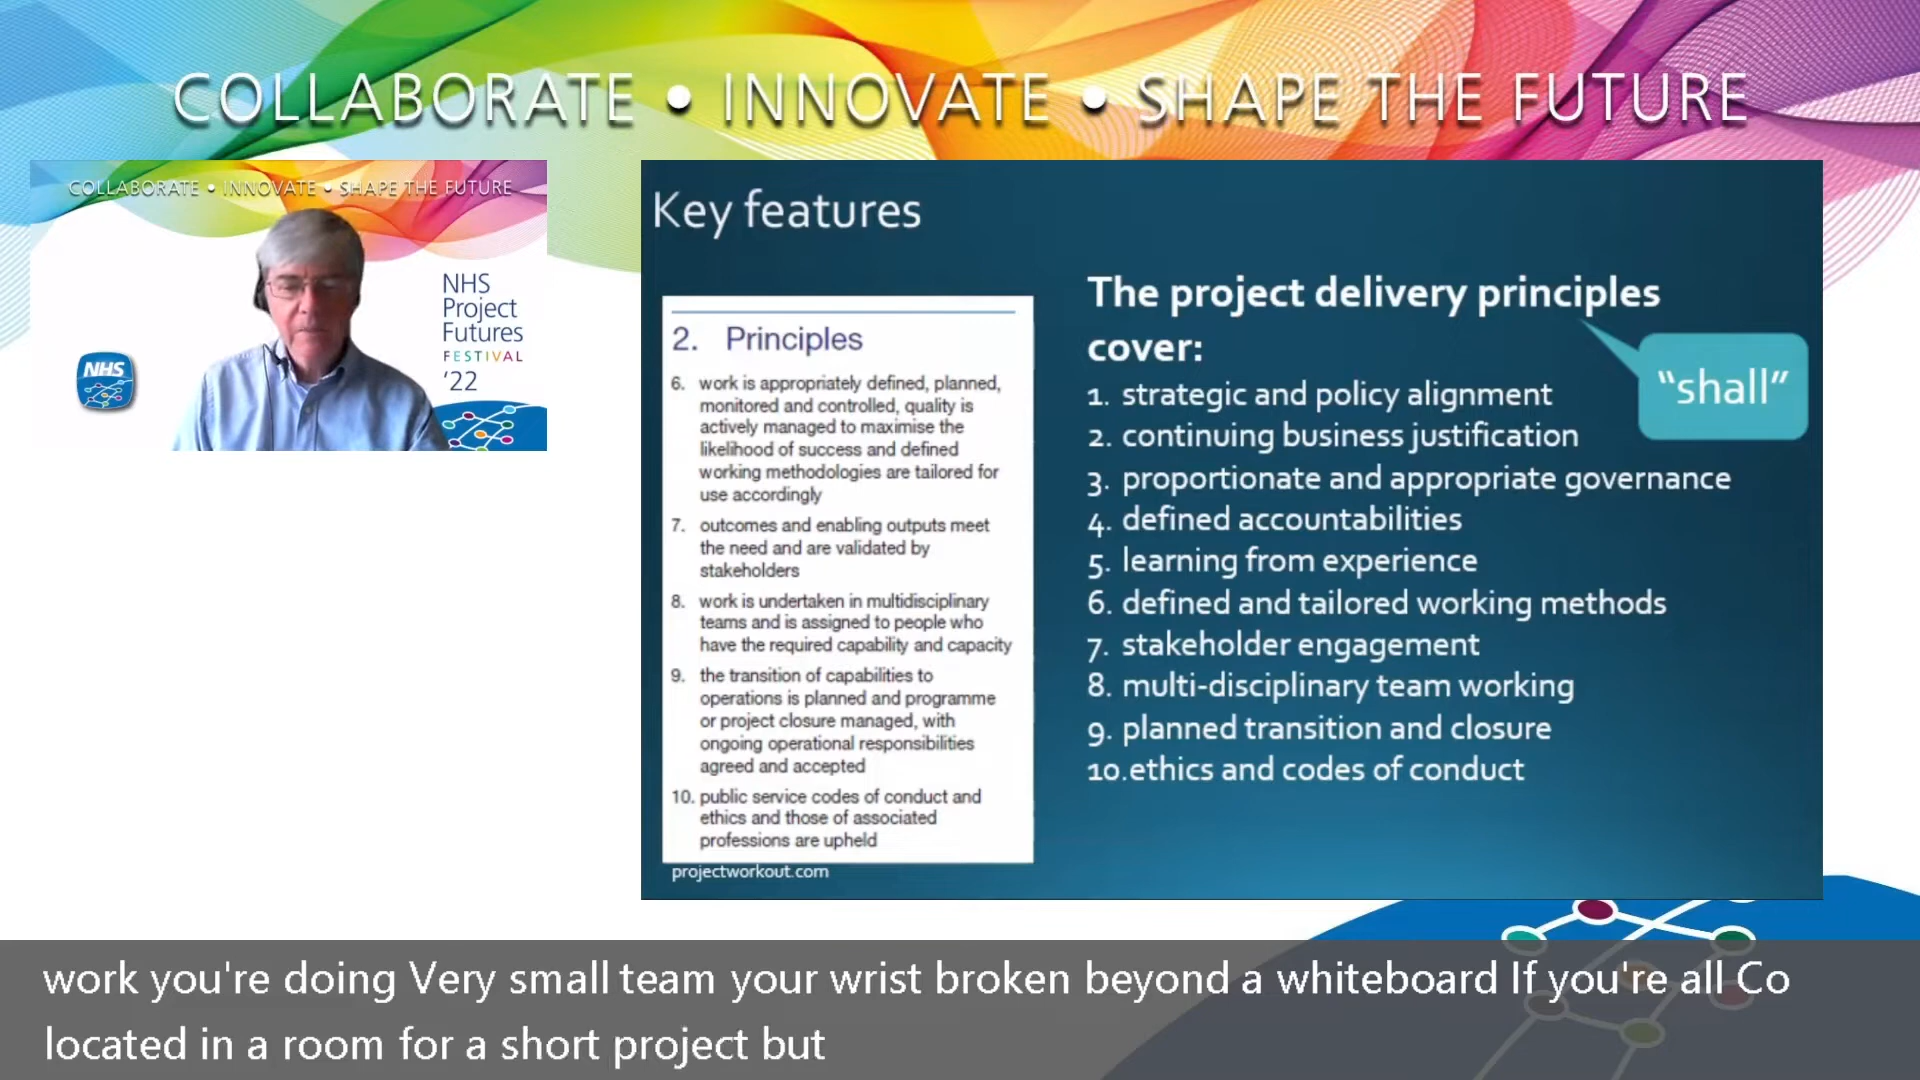 COLLABORATE • INNOVATE • SHAPE THE FUTURE
COLLABORATE • INNOVATE • SHAPE THE FUTURE
NHS
Project
Futures
FESTIVAL
'22
NHS
Key features
2. Principles
6. work is appropriately defined, planned,
monitored and controlled, quality is
actively managed to maximise the
likelihood of success and defined
working methodologies are tailored for
use accordingly
7. outcomes and enabling outputs meet
the need and are validated by
stakeholders
8. work is undertaken in multidisciplinary
teams and is assigned to people who
have the required capability and capacity
9. the transition of capabilities to
operations is planned and programme
or project closure managed, with
ongoing operational responsibilities
agreed and accepted
10. public service codes of conduct and
ethics and those of associated
professions are upheld
projectworkout.com
The project delivery principles
cover:
"shall"
1. strategic and policy alignment
2. continuing business justification
3. proportionate and appropriate governance
4. defined accountabilities
5. learning from experience
6. defined and tailored working methods
7. stakeholder engagement
8. multi-disciplinary team working
9. planned transition and closure
10.ethics and codes of conduct
work you're doing Very small team your wrist broken beyond a whiteboard If you're all Co
located in a room for a short project but